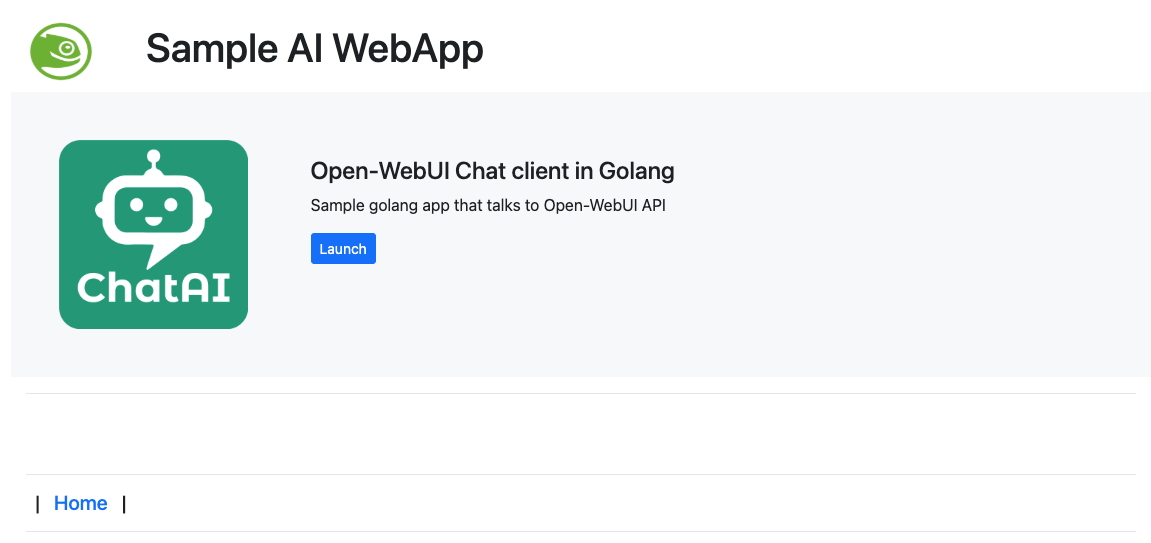 Sample AI WebApp
ChatAI
Open-WebUI Chat client in Golang
Sample golang app that talks to Open-WebUI API
Launch
| Home |